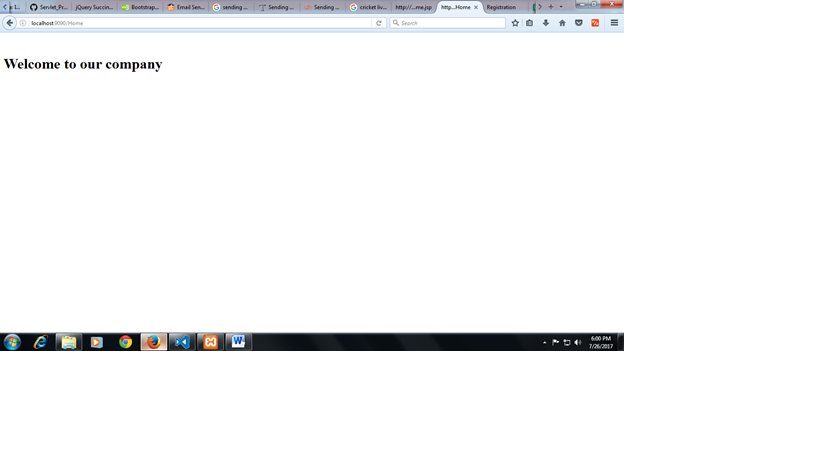 Servlet_Pr...
jQuery Succin...
Bootstrap...
Email Sen...
sending ...
Sending ...
Sending ...
cricket liv...
http://...me.jsp
http...Home
Registration
localhost:9090/Home
Search
Welcome to our company
6:00 PM
7/26/2017